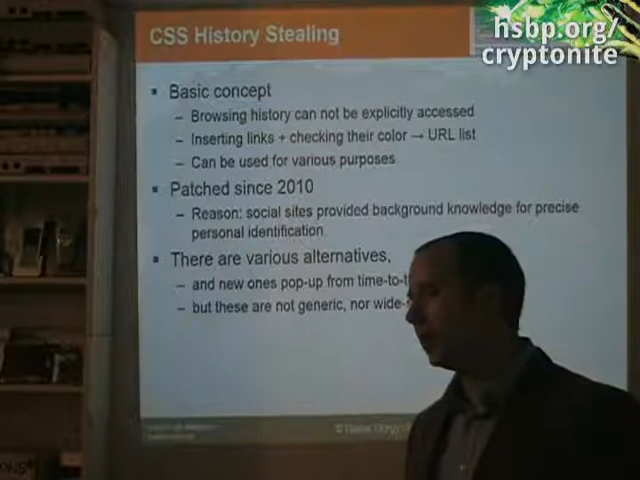 CSS History Stealing
hsbp.org/
cryptonite
▪ Basic concept
– Browsing history can not be explicitly accessed
– Inserting links + checking their color → URL list
– Can be used for various purposes
▪ Patched since 2010
– Reason: social sites provided background knowledge for precise
personal identification
▪ There are various alternatives,
– and new ones pop-up from time-to-t
– but these are not generic, nor wide-